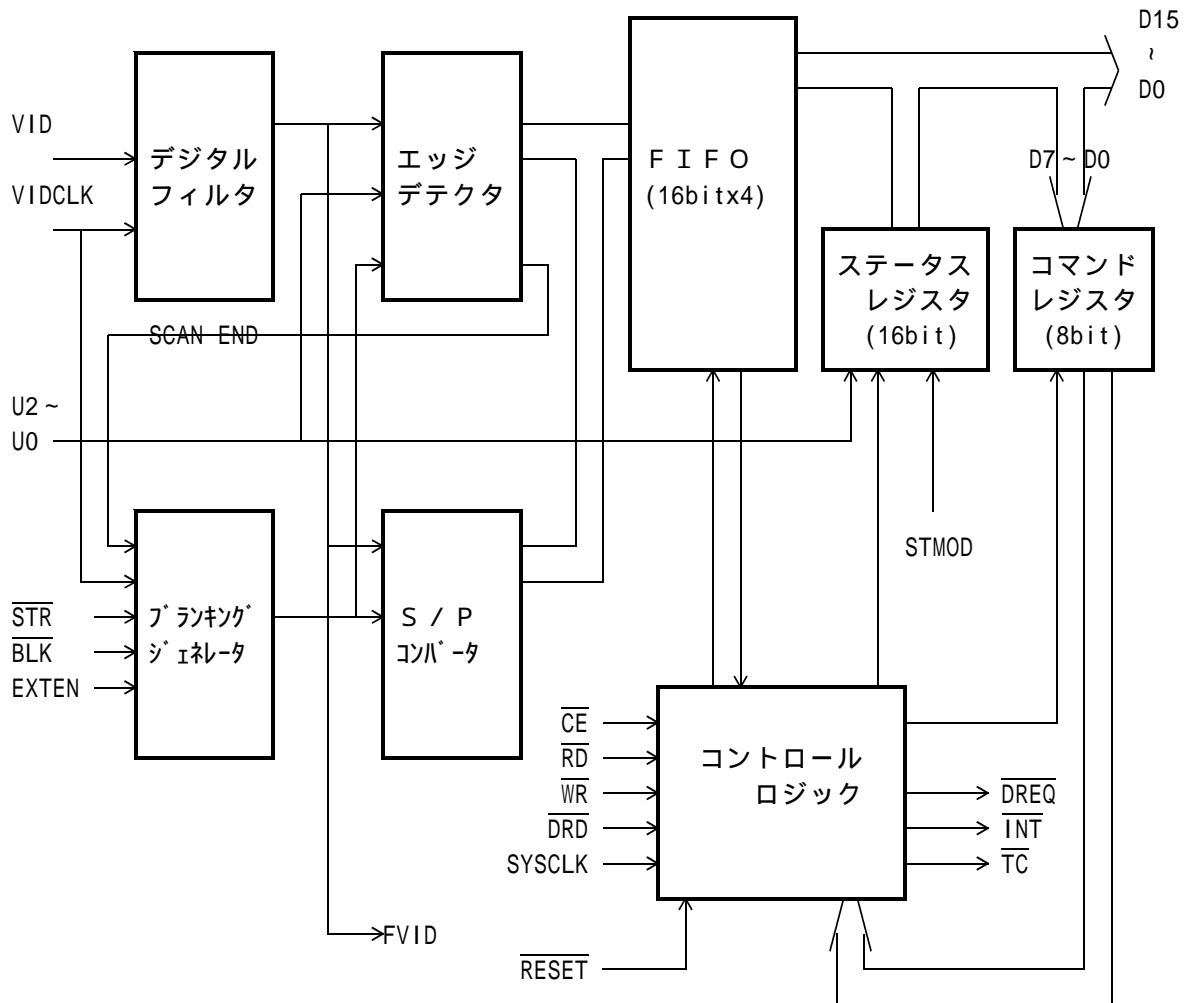 D15
~
D0
VID
VIDCLK
デジタル
フィルタ
エッジ
デテクタ
ＦＩＦＯ
(16bitx4)
D7~D0
ステータス
レジスタ
(16bit)
コマンド
レジスタ
(8bit)
SCAN END
U2~
U0
STMOD
STR
BLK
EXTEN
ﾌﾞﾗﾝｷﾝｸﾞ
ｼﾞｪﾈﾚｰﾀ
Ｓ／Ｐ
ｺﾝﾊﾞｰﾀ
CE
RD
WR
DRD
SYSCLK
コントロール
ロジック
DREQ
INT
TC
FVID
RESET